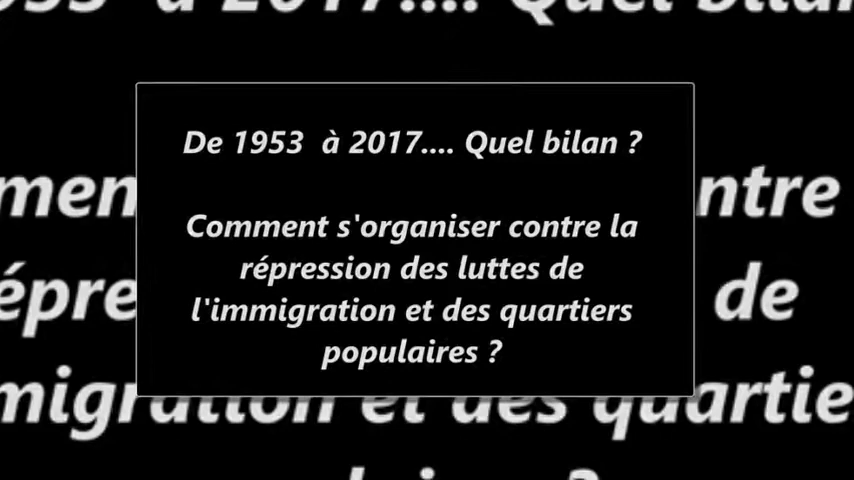 De 1953 à 2017.... Quel bilan ?
Comment s'organiser contre la
répression des luttes de
l'immigration et des quartiers
populaires ?